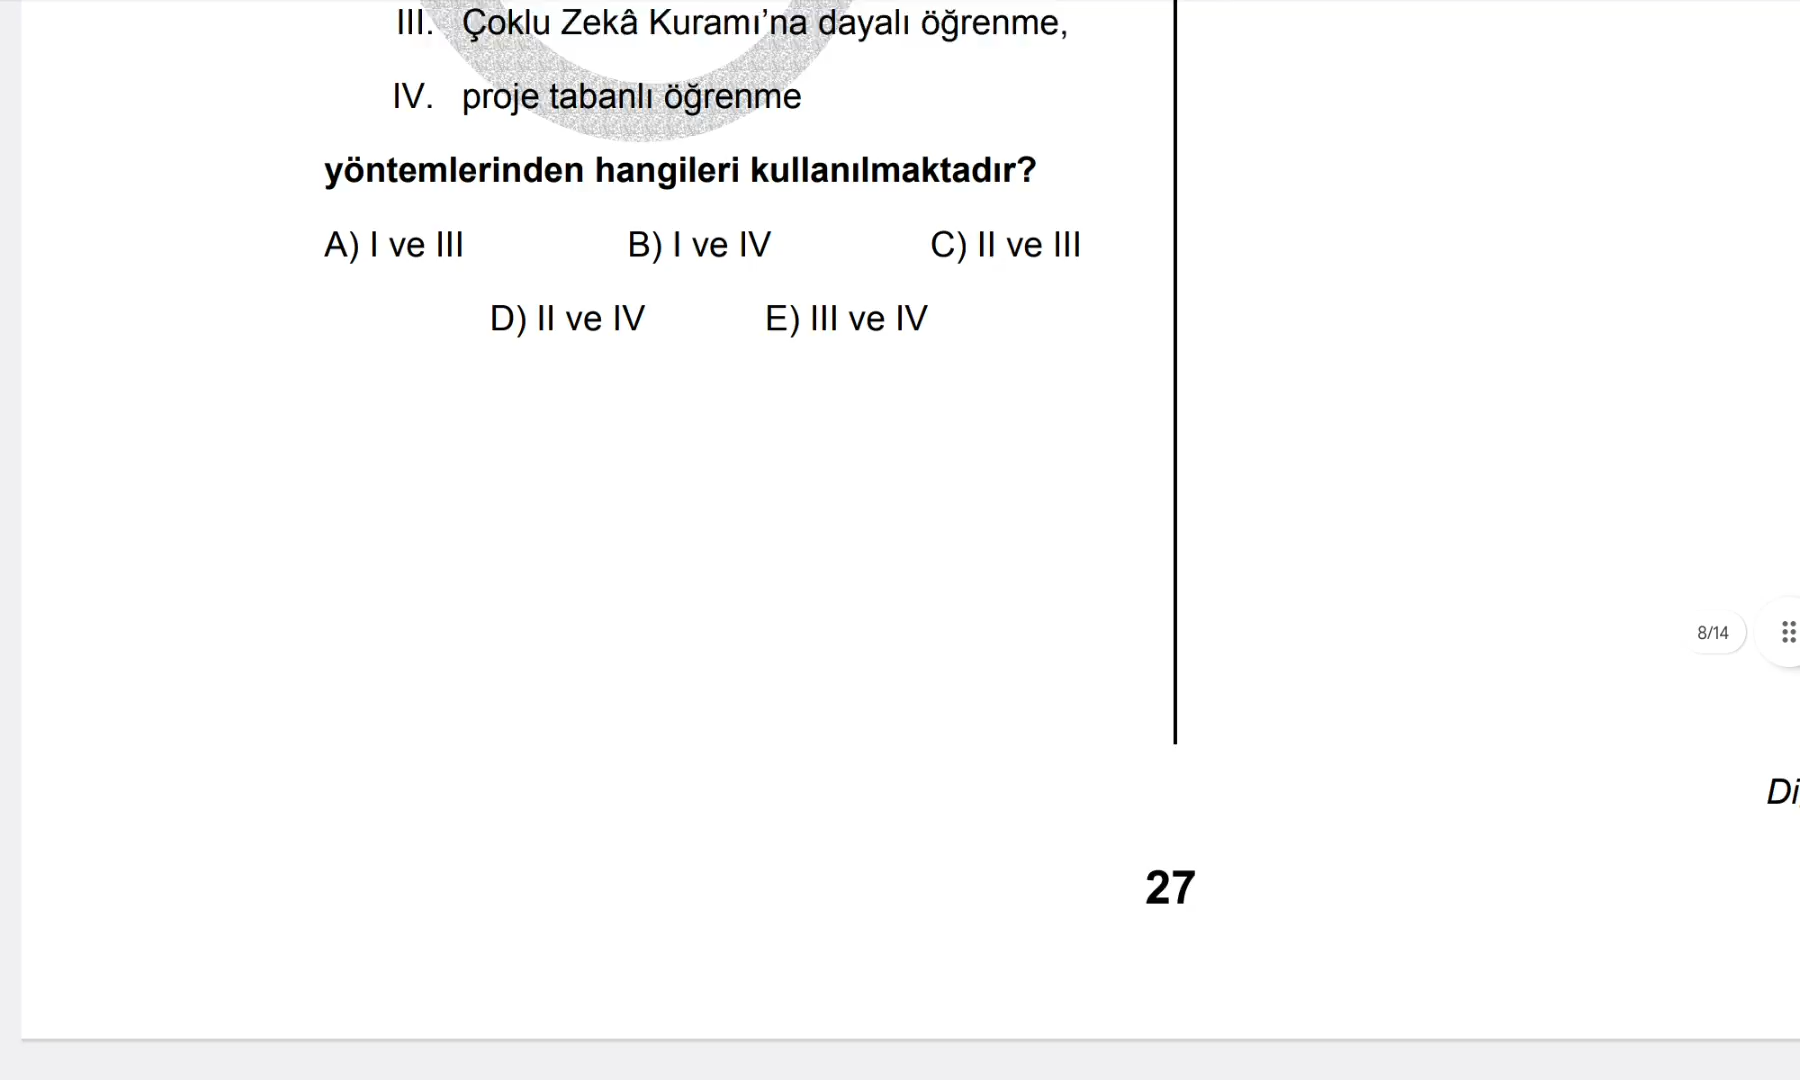 III. Çoklu Zekâ Kuramı’na dayalı öğrenme,
IV. proje tabanlı öğrenme
yöntemlerinden hangileri kullanılmaktadır?
A) I ve III B) I ve IV C) II ve III
D) II ve IV E) III ve IV
8/14
27